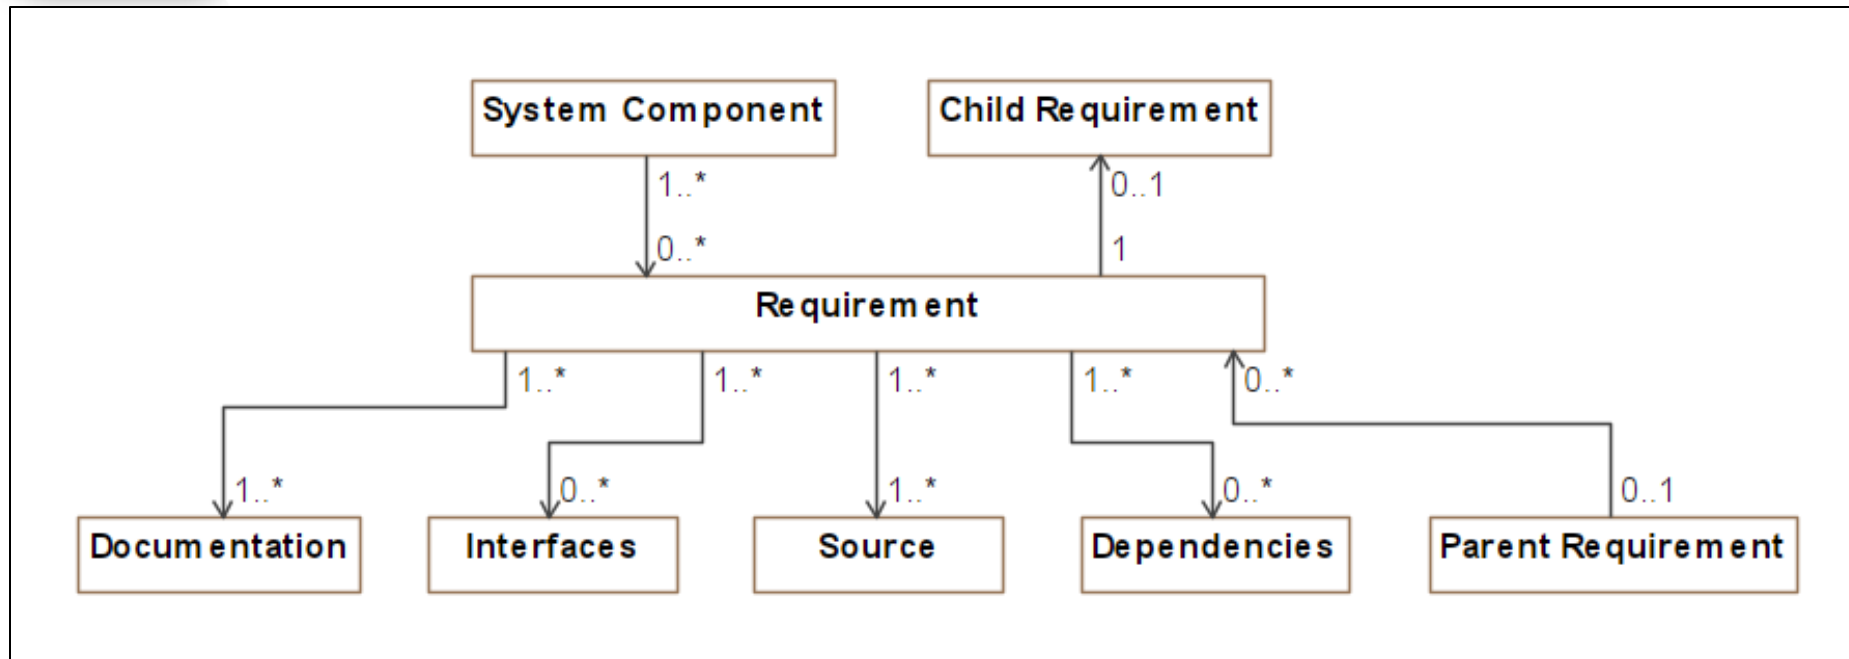 System Component
Child Requirement
1..*
0..1
0..*
1
Requirement
1..*
1..*
1..*
1..*
0..*
1..*
0..*
1..*
0..*
0..1
Documentation
Interfaces
Source
Dependencies
Parent Requirement